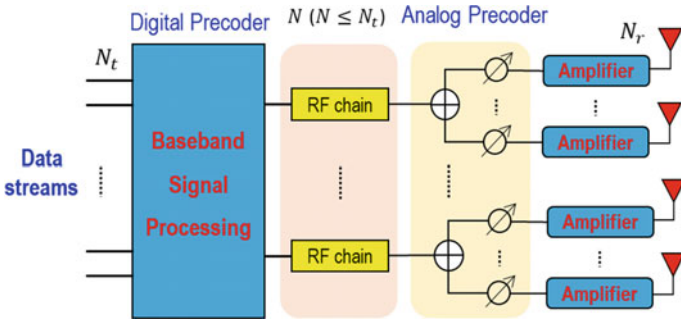 Digital Precoder
N (N ≤ Nₜ)
Analog Precoder
Nₜ
Nᵣ
Amplifier
RF chain
Amplifier
Baseband
Signal
Processing
Data
streams
Amplifier
RF chain
Amplifier